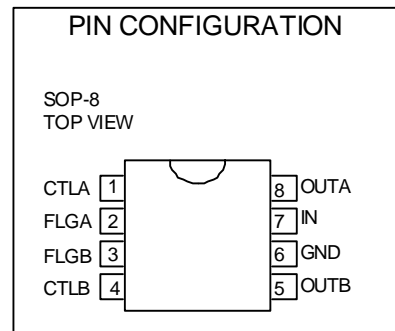 PIN CONFIGURATION
SOP-8
TOP VIEW
CTLA 1 8 OUTA
FLGA 2 7 IN
FLGB 3 6 GND
CTLB 4 5 OUTB